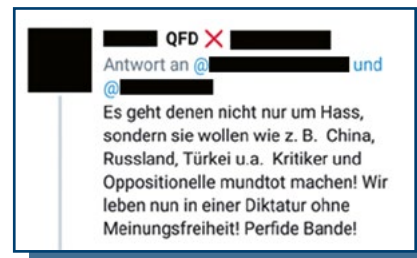 QFD ❌
Antwort an @ und
@
Es geht denen nicht nur um Hass,
sondern sie wollen wie z. B. China,
Russland, Türkei u.a. Kritiker und
Oppositionelle mundtot machen! Wir
leben nun in einer Diktatur ohne
Meinungsfreiheit! Perfide Bande!